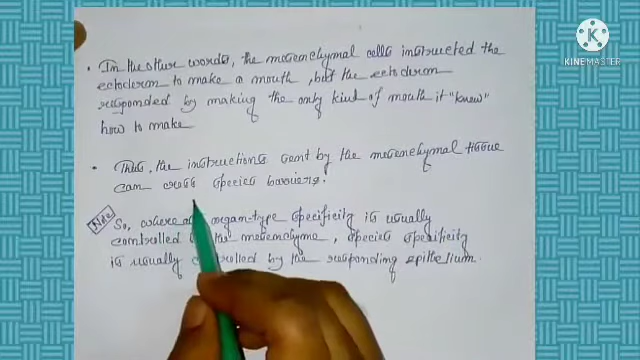 KINEMASTER
• In other words, the mesenchymal cells instructed the
ectoderm to make a mouth, but the ectoderm
responded by making the only kind of mouth it "knew"
how to make
• Thus, the instructions sent by the mesenchymal tissue
can cross species barriers.
Note So, where as organ-type specificity is usually
controlled the mesenchyme, species specificity
is usually controlled by the responding epithelium.